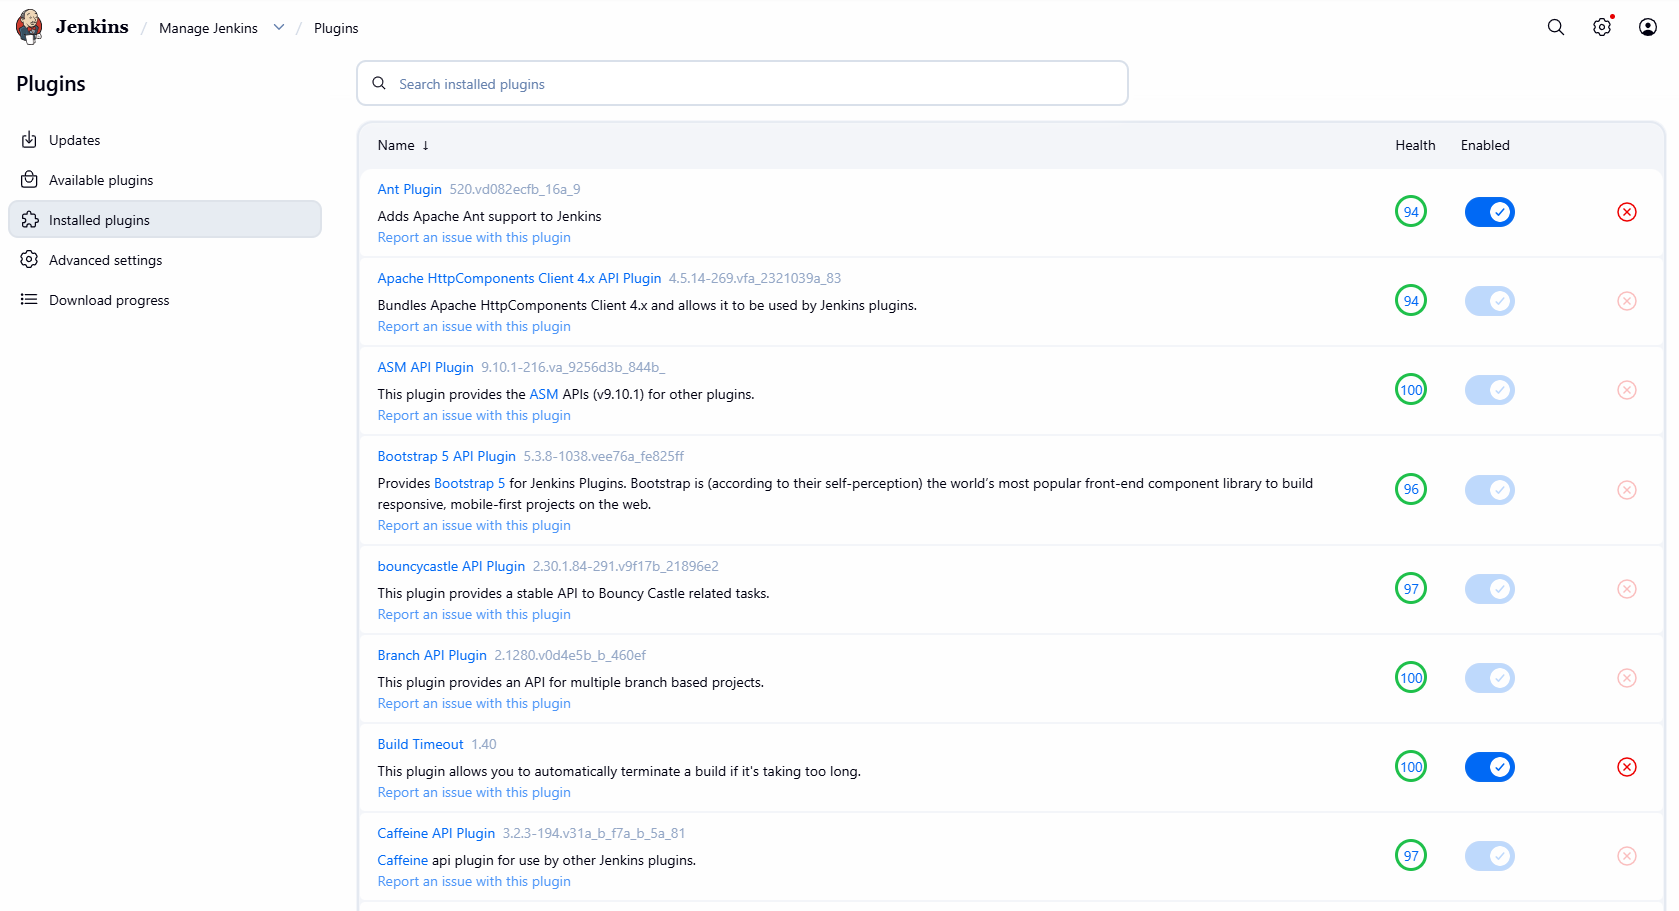 Jenkins / Manage Jenkins / Plugins
Plugins
Updates
Available plugins
Installed plugins
Advanced settings
Download progress
Search installed plugins
Name ↓ Health Enabled
Ant Plugin 520.vd082ecfb_16a_9
Adds Apache Ant support to Jenkins
Report an issue with this plugin
94
Apache HttpComponents Client 4.x API Plugin 4.5.14-269.vfa_2321039a_83
Bundles Apache HttpComponents Client 4.x and allows it to be used by Jenkins plugins.
Report an issue with this plugin
94
ASM API Plugin 9.10.1-216.va_9256d3b_844b_
This plugin provides the ASM APIs (v9.10.1) for other plugins.
Report an issue with this plugin
100
Bootstrap 5 API Plugin 5.3.8-1038.vee76a_fe825ff
Provides Bootstrap 5 for Jenkins Plugins. Bootstrap is (according to their self-perception) the world’s most popular front-end component library to build
responsive, mobile-first projects on the web.
Report an issue with this plugin
96
bouncycastle API Plugin 2.30.1.84-291.v9f17b_21896e2
This plugin provides a stable API to Bouncy Castle related tasks.
Report an issue with this plugin
97
Branch API Plugin 2.1280.v0d4e5b_b_460ef
This plugin provides an API for multiple branch based projects.
Report an issue with this plugin
100
Build Timeout 1.40
This plugin allows you to automatically terminate a build if it's taking too long.
Report an issue with this plugin
100
Caffeine API Plugin 3.2.3-194.v31a_b_f7a_b_5a_81
Caffeine api plugin for use by other Jenkins plugins.
Report an issue with this plugin
97